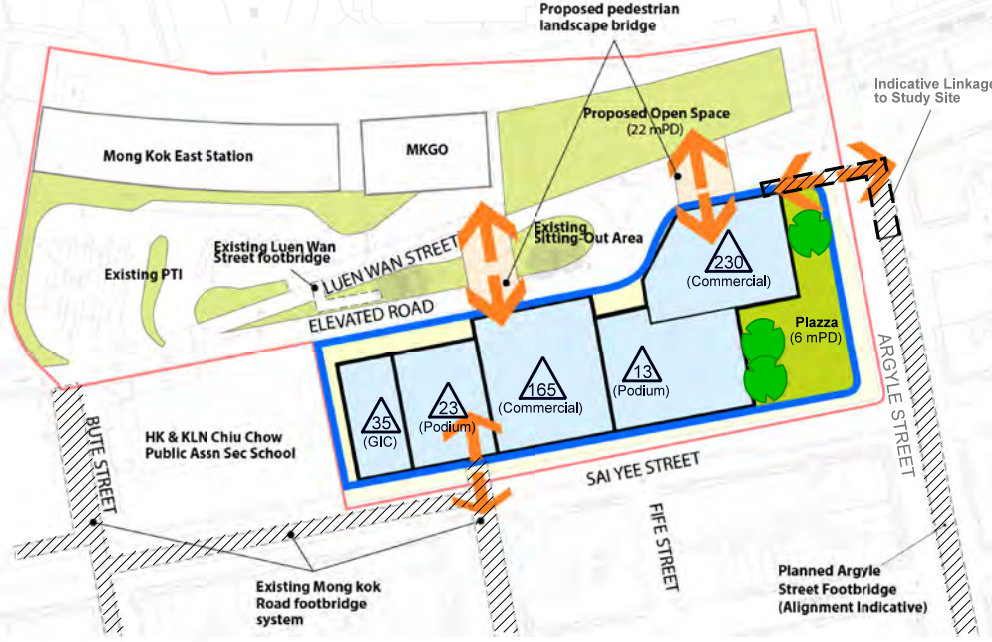 Proposed pedestrian
landscape bridge
Indicative Linkage
to Study Site
Proposed Open Space
(22 mPD)
Mong Kok East Station
MKGO
Existing Luen Wan
Street footbridge
LUEN WAN STREET
Existing
Sitting-Out Area
Existing PTI
ELEVATED ROAD
230
(Commercial)
Plazza
(6 mPD)
ARGYLE STREET
35
(GIC)
23
(Podium)
165
(Commercial)
13
(Podium)
BUTE STREET
HK & KLN Chiu Chow
Public Assn Sec School
SAI YEE STREET
FIFE STREET
Existing Mong kok
Road footbridge
system
Planned Argyle
Street Footbridge
(Alignment Indicative)